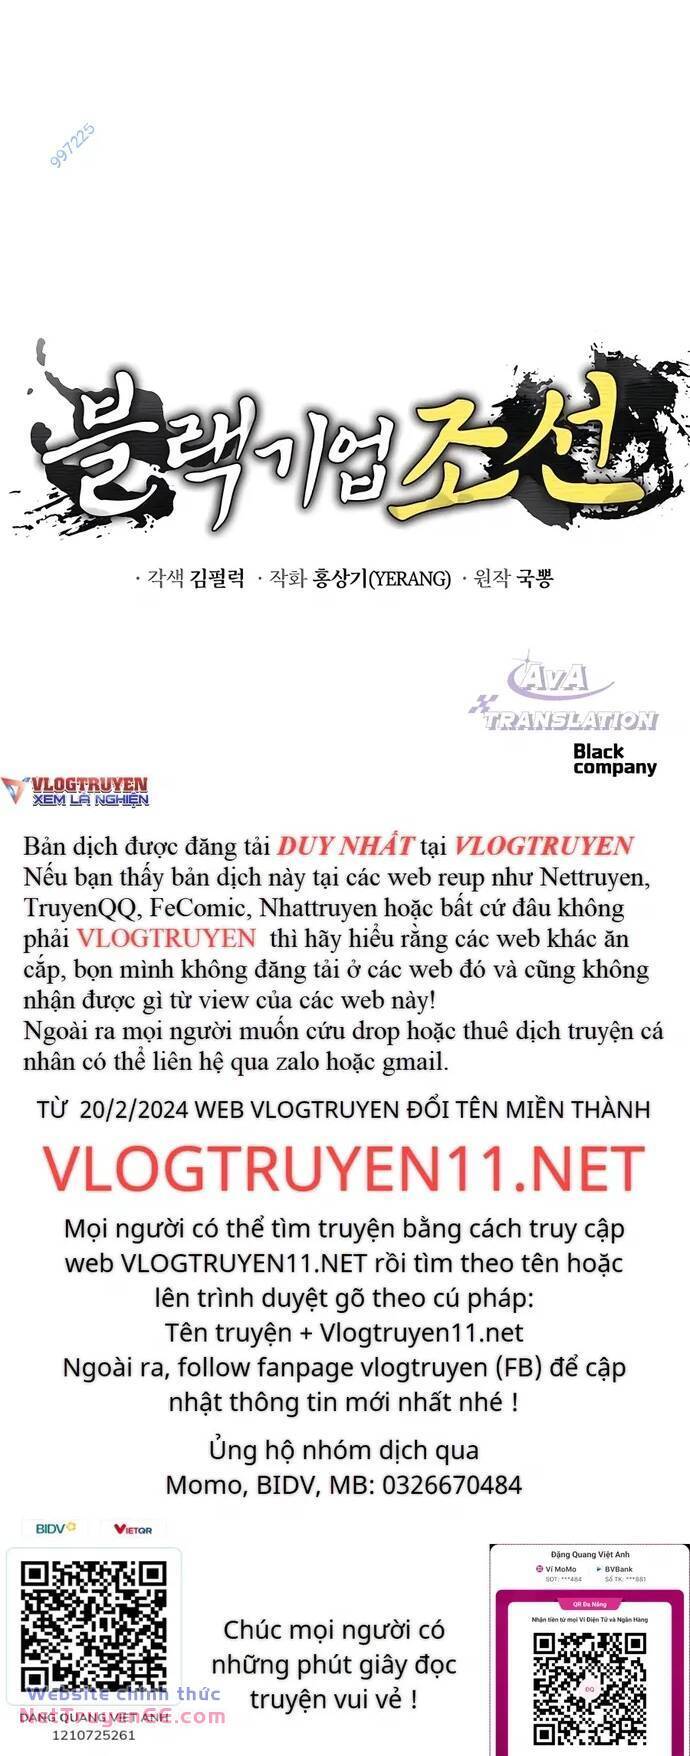 997225
블랙기업조선
· 각색 김펄럭 · 작화 홍상기(YERANG) · 원작 국뽕
AVA
TRANSLATION
Black
company
VLOGTRUYEN
XEM LÀ NGHIỆN
Bản dịch được đăng tải DUY NHẤT tại VLOGTRUYEN
Nếu bạn thấy bản dịch này tại các web reup như Nettruyen,
TruyenQQ, FeComic, Nhattruyen hoặc bất cứ đâu không
phải VLOGTRUYEN thì hãy hiểu rằng các web khác ăn
cắp, bọn mình không đăng tải ở các web đó và cũng không
nhận được gì từ view của các web này!
Ngoài ra mọi người muốn cứu drop hoặc thuê dịch truyện cá
nhân có thể liên hệ qua zalo hoặc gmail.
TỪ 20/2/2024 WEB VLOGTRUYEN ĐỔI TÊN MIỀN THÀNH
VLOGTRUYEN11.NET
Mọi người có thể tìm truyện bằng cách truy cập
web VLOGTRUYEN11.NET rồi tìm theo tên hoặc
lên trình duyệt gõ theo cú pháp:
Tên truyện + Vlogtruyen11.net
Ngoài ra, follow fanpage vlogtruyen (FB) để cập
nhật thông tin mới nhất nhé !
Ủng hộ nhóm dịch qua
Momo, BIDV, MB: 0326670484
BIDV VIETQR
Website chính thức
NetTruyen66.com
DANG QUANG VIET ANH
1210725261
Chúc mọi người có
những phút giây đọc
truyện vui vẻ !
Đặng Quang Việt Anh
Ví MoMo BVBank
SĐT: ***484 Số TK: ***881
QR Đa Năng
Nhận tiền từ mọi Ví Điện Tử và Ngân Hàng
ĐQ